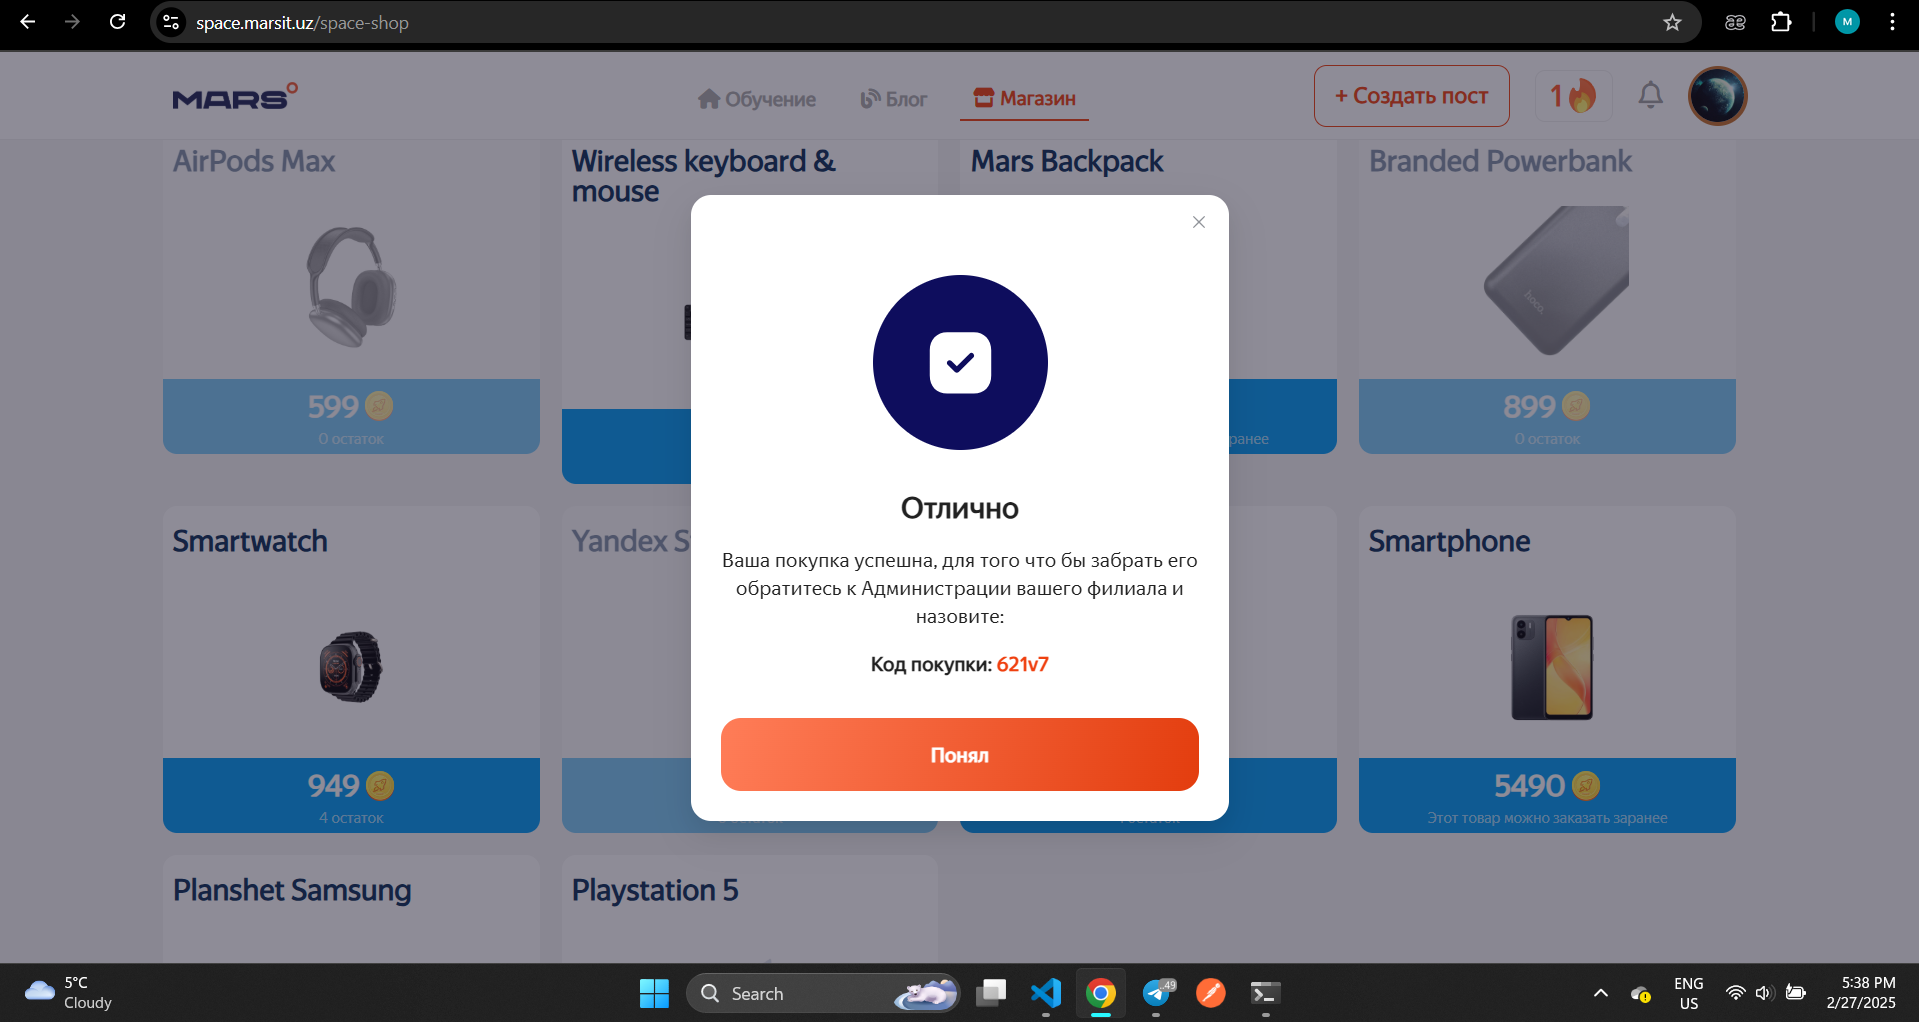 space.marsit.uz/space-shop
M
MARS
Обучение
Блог
Магазин
+ Создать пост
1
AirPods Max
Wireless keyboard &
mouse
Mars Backpack
Branded Powerbank
hoco.
599
0 остаток
ранее
899
0 остаток
Отлично
Ваша покупка успешна, для того что бы забрать его
обратитесь к Администрации вашего филиала и
назовите:
Код покупки: 621v7
Понял
Smartwatch
Yandex S
Smartphone
949
4 остаток
5490
Этот товар можно заказать заранее
Planshet Samsung
Playstation 5
5°C
Cloudy
Search
.49
ENG
US
5:38 PM
2/27/2025